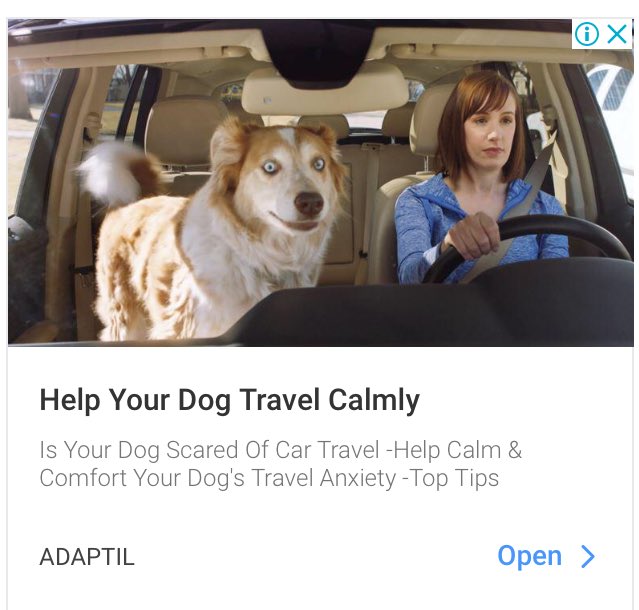 Help Your Dog Travel Calmly
Is Your Dog Scared Of Car Travel -Help Calm &
Comfort Your Dog's Travel Anxiety -Top Tips
ADAPTIL
Open